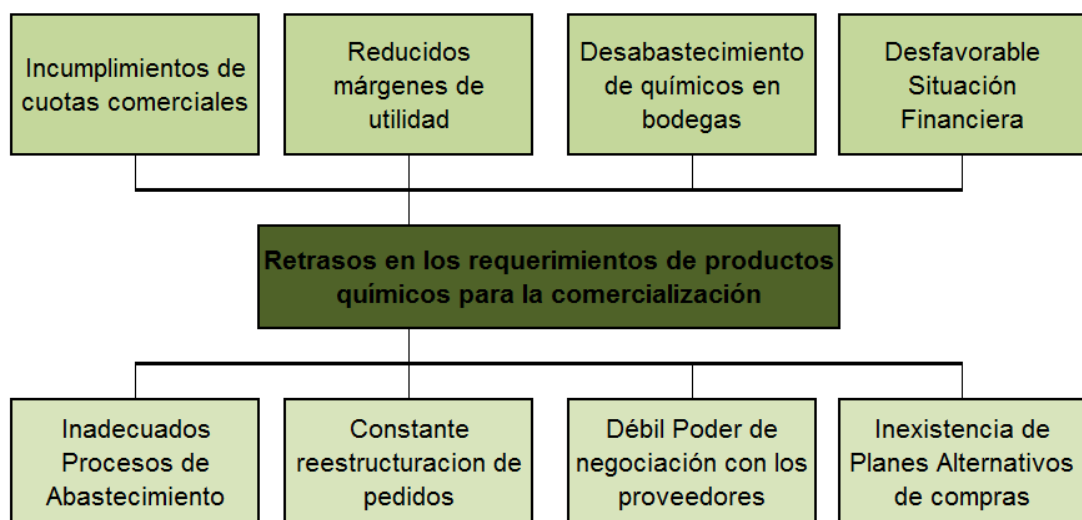 Incumplimientos de
cuotas comerciales
Reducidos
márgenes de
utilidad
Desabastecimiento
de químicos en
bodegas
Desfavorable
Situación
Financiera
Retrasos en los requerimientos de productos
químicos para la comercialización
Inadecuados
Procesos de
Abastecimiento
Constante
reestructuracion de
pedidos
Débil Poder de
negociación con los
proveedores
Inexistencia de
Planes Alternativos
de compras